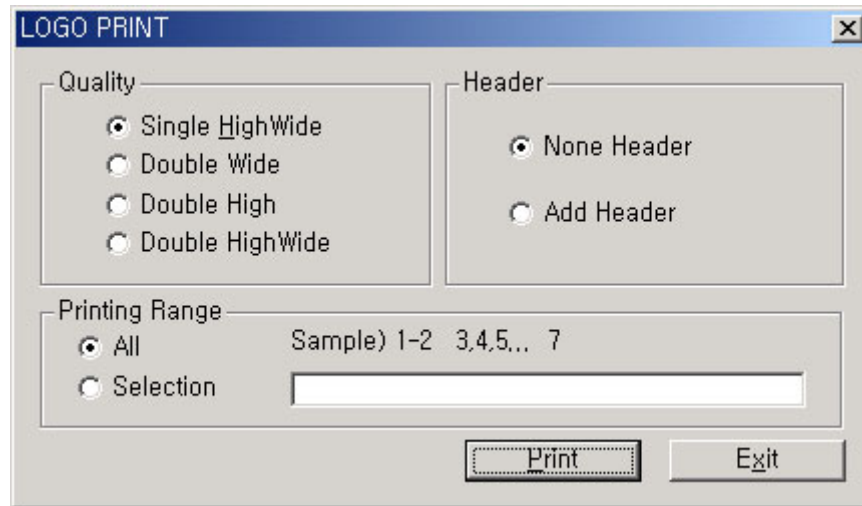 LOGO PRINT
Quality
Single HighWide
Double Wide
Double High
Double HighWide
Header
None Header
Add Header
Printing Range
All
Sample) 1-2 3,4,5,,, 7
Selection
Print
Exit